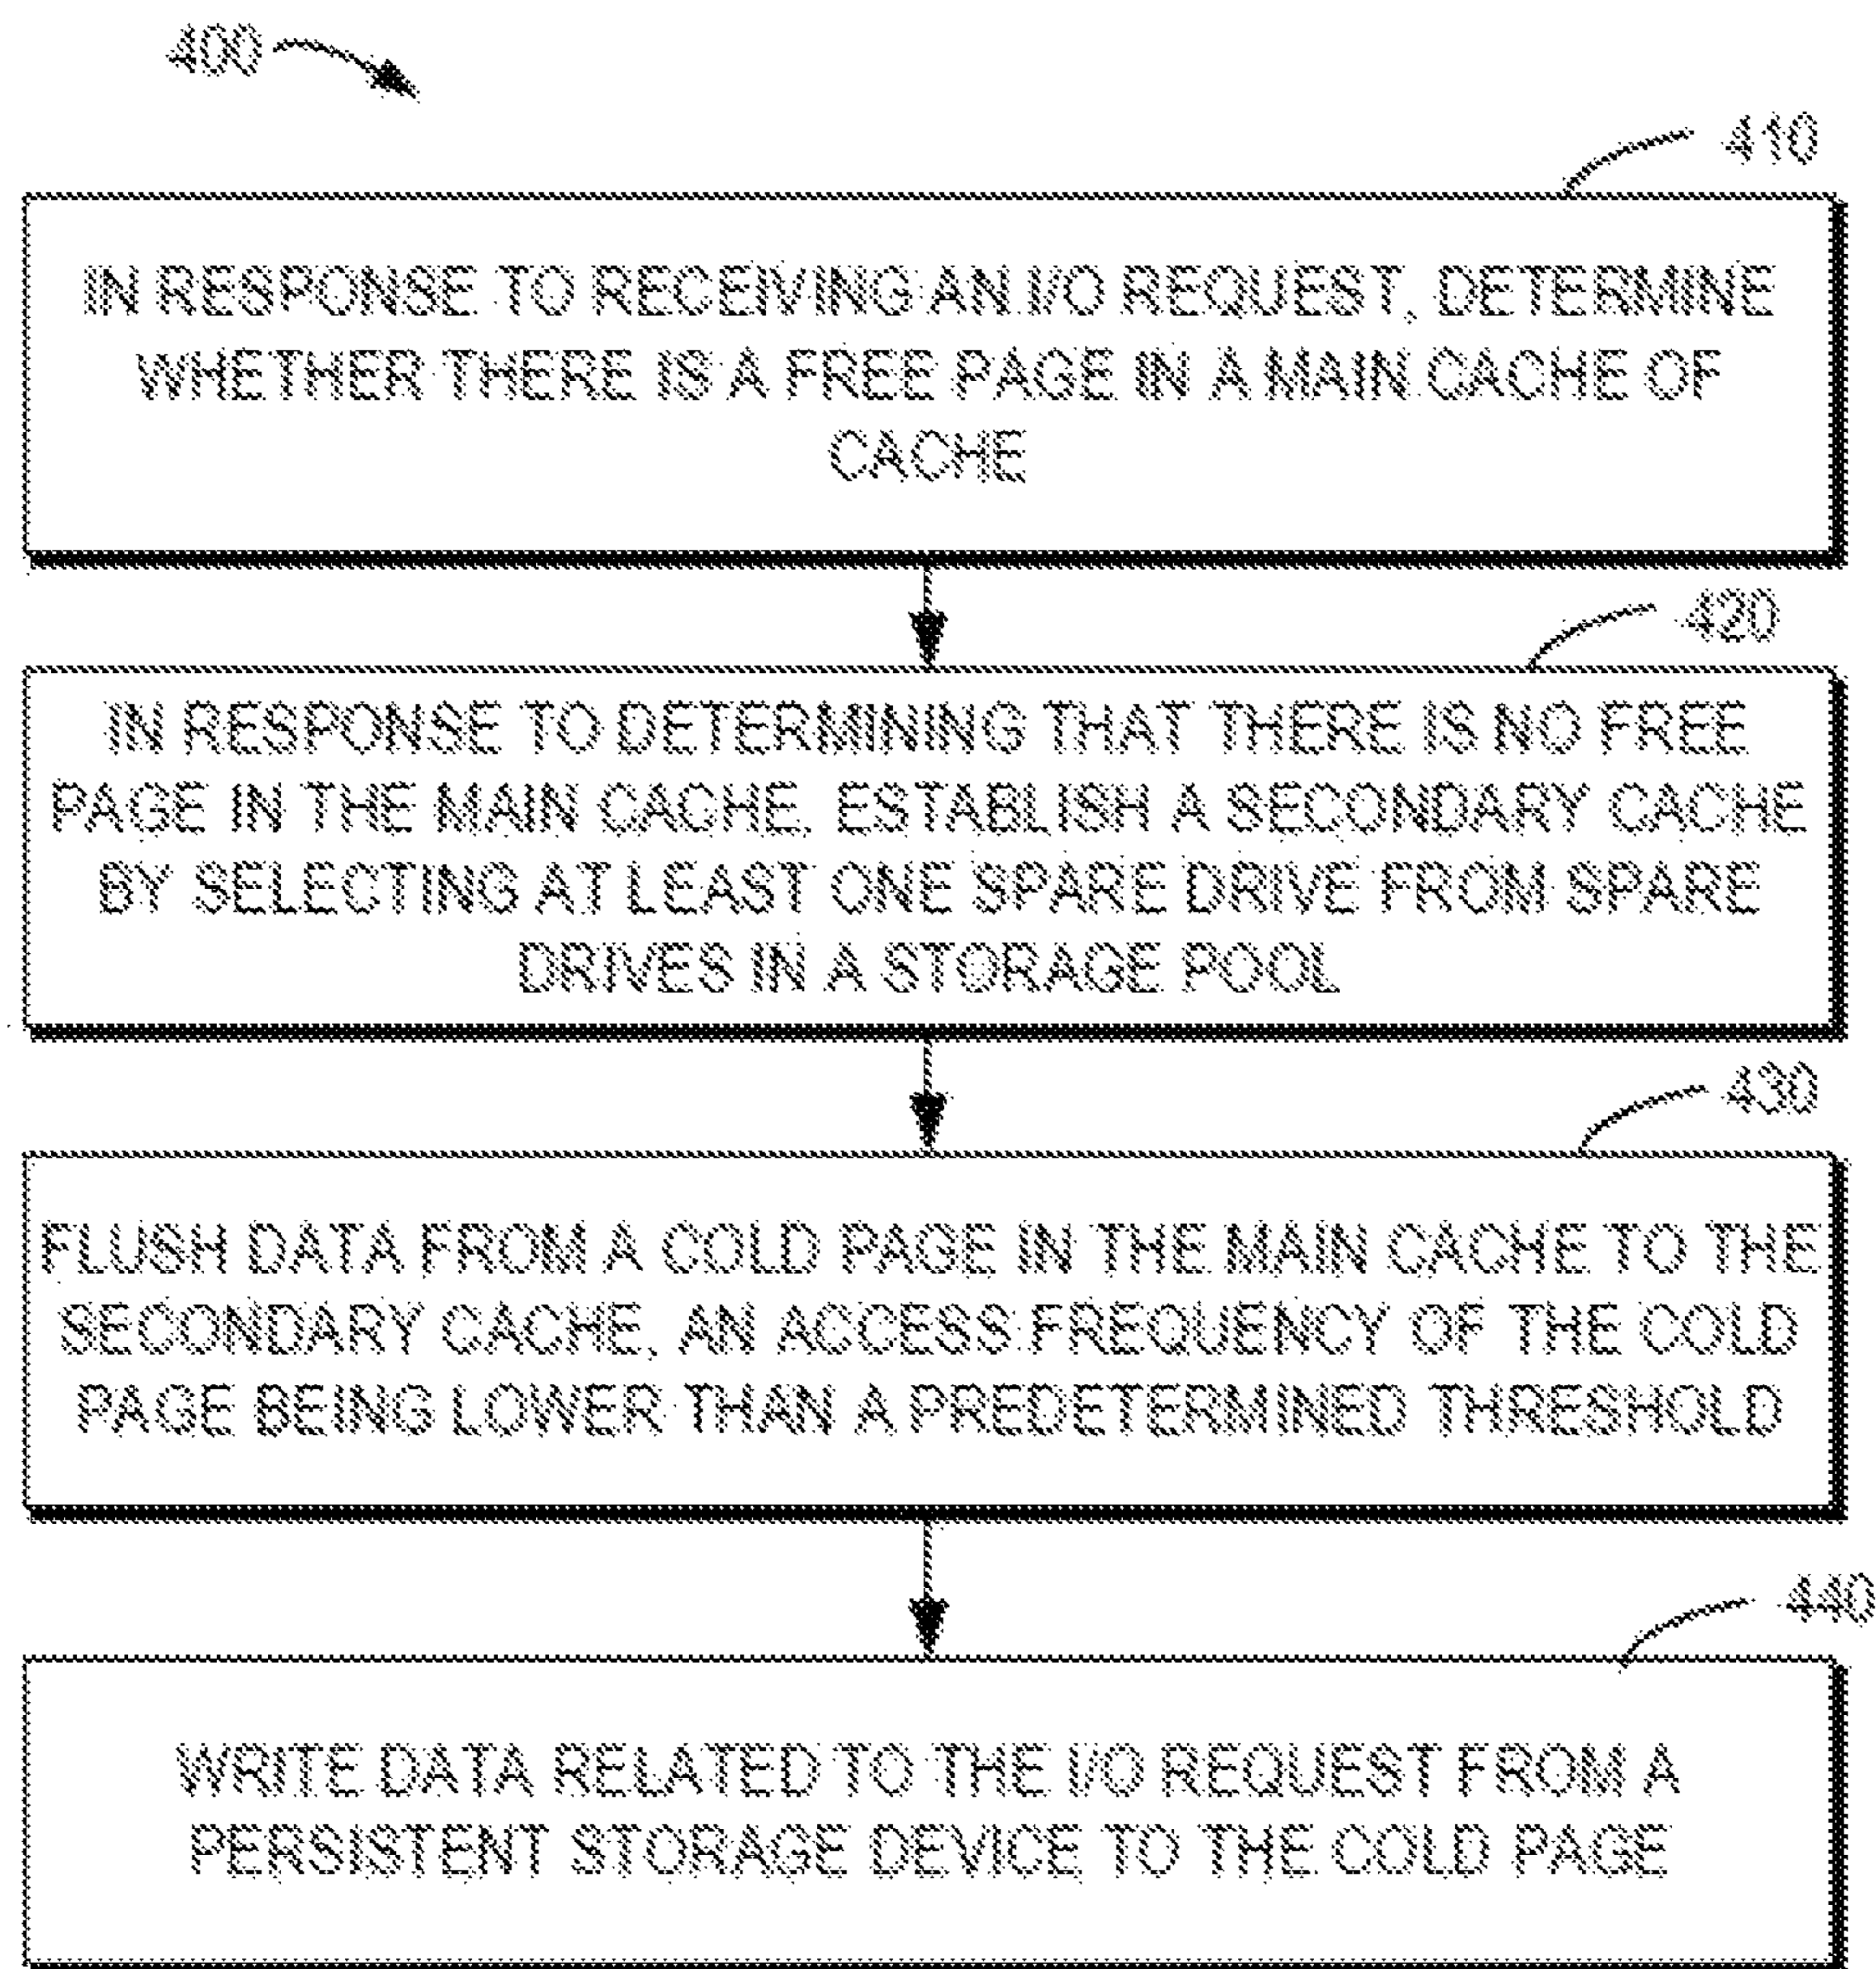 400
410
IN RESPONSE TO RECEIVING AN I/O REQUEST, DETERMINE
WHETHER THERE IS A FREE PAGE IN A MAIN CACHE OF
CACHE
420
IN RESPONSE TO DETERMINING THAT THERE IS NO FREE
PAGE IN THE MAIN CACHE, ESTABLISH A SECONDARY CACHE
BY SELECTING AT LEAST ONE SPARE DRIVE FROM SPARE
DRIVES IN A STORAGE POOL
430
FLUSH DATA FROM A COLD PAGE IN THE MAIN CACHE TO THE
SECONDARY CACHE, AN ACCESS FREQUENCY OF THE COLD
PAGE BEING LOWER THAN A PREDETERMINED THRESHOLD
440
WRITE DATA RELATED TO THE I/O REQUEST FROM A
PERSISTENT STORAGE DEVICE TO THE COLD PAGE